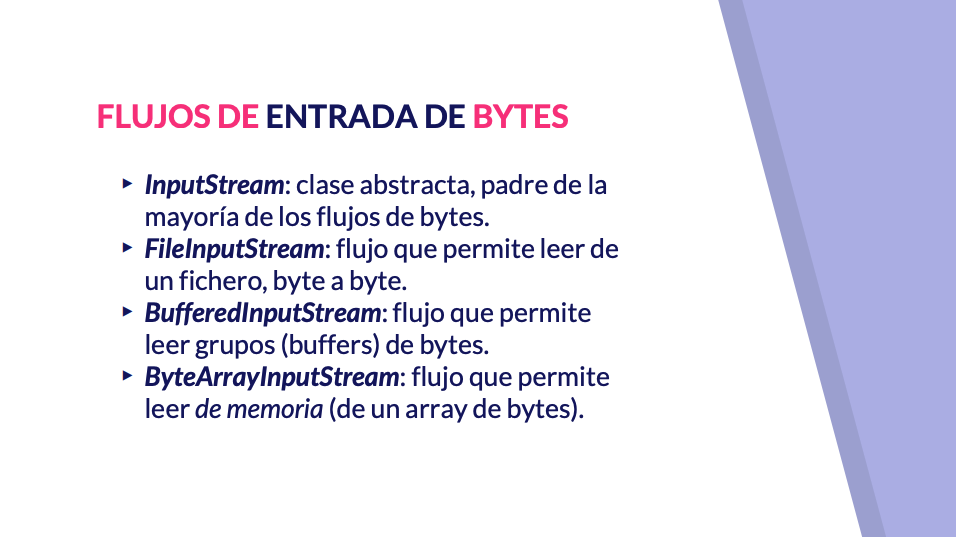 FLUJOS DE ENTRADA DE BYTES
‣ InputStream: clase abstracta, padre de la
mayoría de los flujos de bytes.
‣ FileInputStream: flujo que permite leer de
un fichero, byte a byte.
‣ BufferedInputStream: flujo que permite
leer grupos (buffers) de bytes.
‣ ByteArrayInputStream: flujo que permite
leer de memoria (de un array de bytes).